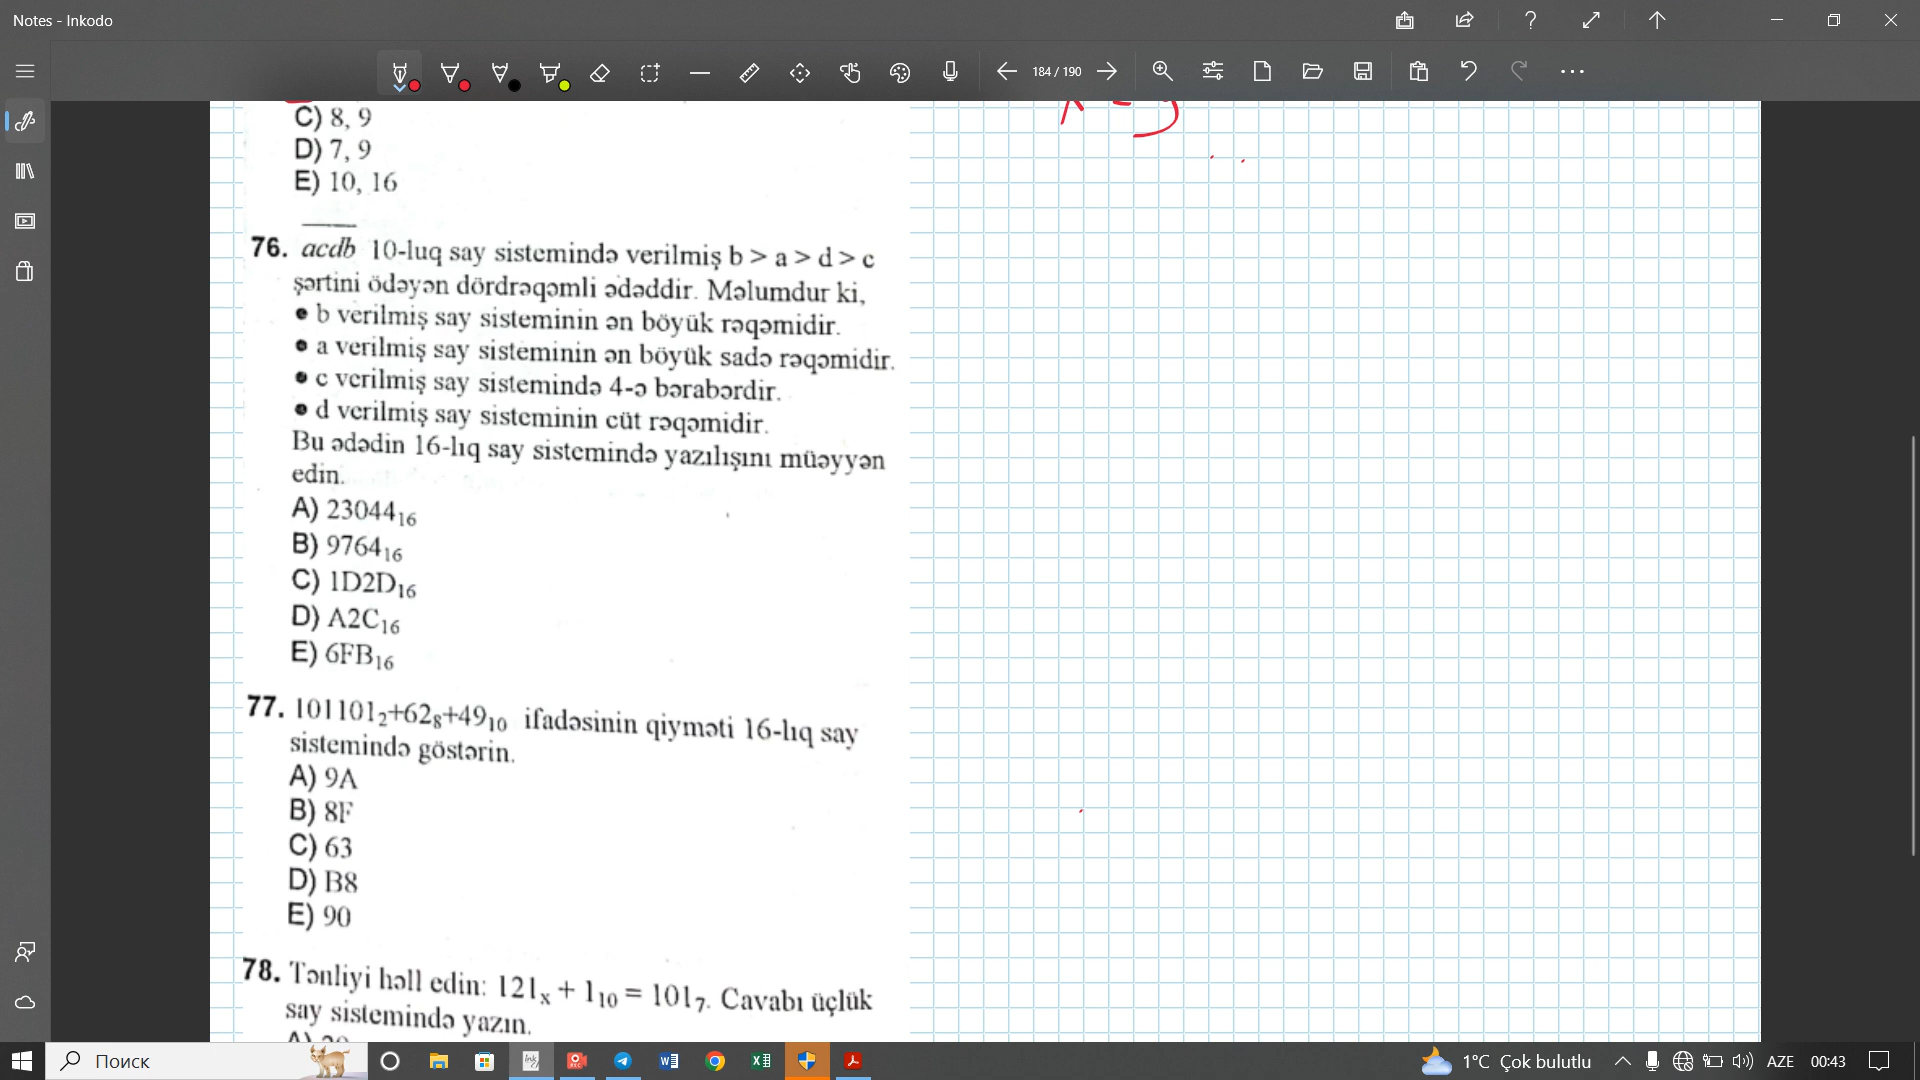 Notes - Inkodo
184 / 190
C) 8, 9
D) 7, 9
E) 10, 16
x = 9
76. acdb 10-luq say sistemində verilmiş b > a > d > c
şərtini ödəyən dördrəqəmli ədəddir. Məlumdur ki,
• b verilmiş say sisteminin ən böyük rəqəmidir.
• a verilmiş say sisteminin ən böyük sadə rəqəmidir.
• c verilmiş say sistemində 4-ə bərabərdir.
• d verilmiş say sisteminin cüt rəqəmidir.
Bu ədədin 16-lıq say sistemində yazılışını müəyyən
edin.
A) 23044₁₆
B) 9764₁₆
C) 1D2D₁₆
D) A2C₁₆
E) 6FB₁₆
77. 101101₂+62₈+49₁₀ ifadəsinin qiyməti 16-lıq say
sistemində göstərin.
A) 9A
B) 8F
C) 63
D) B8
E) 90
78. Tənliyi həll edin: 121ₓ + 1₁₀ = 101₇. Cavabı üçlük
say sistemində yazın.
Поиск
1°C Çok bulutlu
AZE
00:43